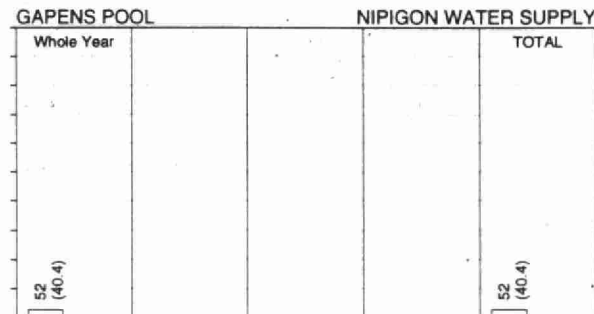 GAPENS POOL NIPIGON WATER SUPPLY
Whole Year TOTAL
52 52
(40.4) (40.4)